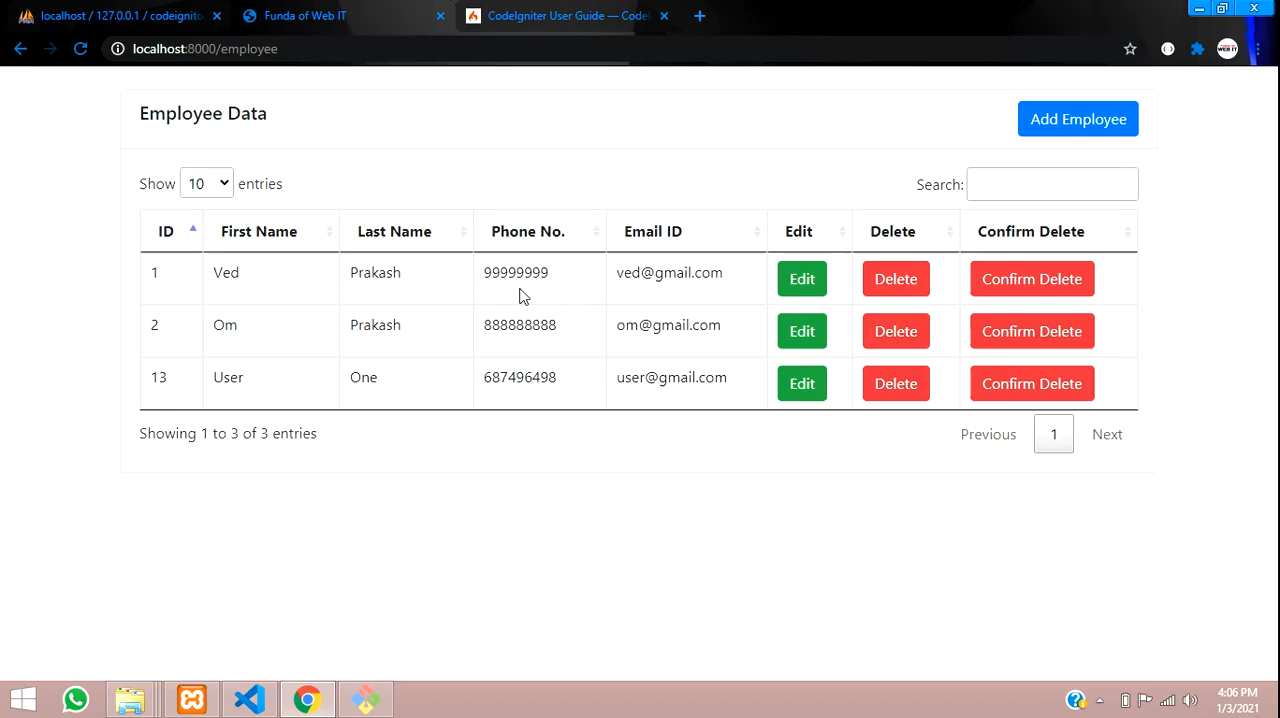 localhost / 127.0.0.1 / codeignito
Funda of Web IT
CodeIgniter User Guide — CodeI
localhost:8000/employee
WEB IT
Employee Data
Add Employee
Show 10 entries
Search:
ID First Name Last Name Phone No. Email ID Edit Delete Confirm Delete
1 Ved Prakash 99999999 ved@gmail.com Edit Delete Confirm Delete
2 Om Prakash 888888888 om@gmail.com Edit Delete Confirm Delete
13 User One 687496498 user@gmail.com Edit Delete Confirm Delete
Showing 1 to 3 of 3 entries
Previous 1 Next
4:06 PM
1/3/2021